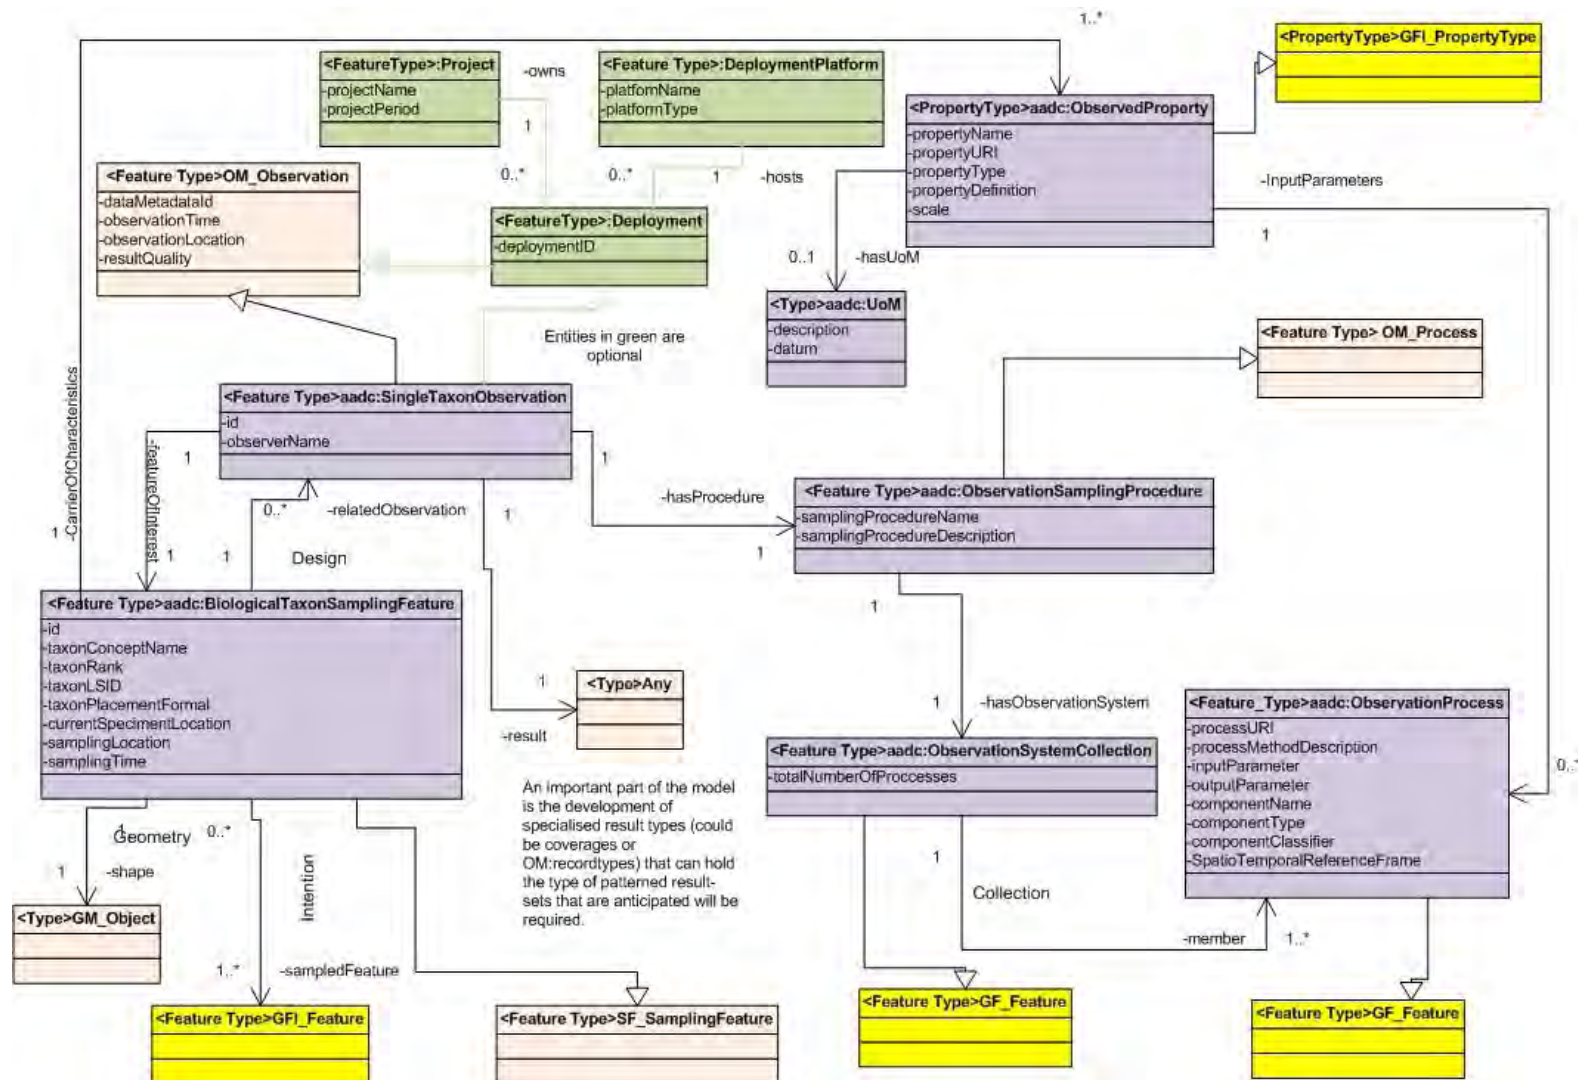 1..*
<PropertyType>GFI_PropertyType
<FeatureType>:Project
-projectName
-projectPeriod
-owns
1
0..*
<Feature Type>:DeploymentPlatform
-platfomName
-platformType
0..*
1
-hosts
<PropertyType>aadc:ObservedProperty
-propertyName
-propertyURI
-propertyType
-propertyDefinition
-scale
-InputParameters
1
<Feature Type>OM_Observation
-dataMetadataId
-observationTime
-observationLocation
-resultQuality
<FeatureType>:Deployment
-deploymentID
0..1
-hasUoM
<Type>aadc:UoM
-description
-datum
Entities in green are
optional
<Feature Type> OM_Process
<Feature Type>aadc:SingleTaxonObservation
-id
-observerName
1
-CarrierOfCharacteristics
-featureOfInterest
1
1
1
0..*
-relatedObservation
Design
1
1
-hasProcedure
1
<Feature Type>aadc:ObservationSamplingProcedure
-samplingProcedureName
-samplingProcedureDescription
<Feature Type>aadc:BiologicalTaxonSamplingFeature
-id
-taxonConceptName
-taxonRank
-taxonLSID
-taxonPlacementFormal
-currentSpecimentLocation
-samplingLocation
-samplingTime
1
1
-hasObservationSystem
1
<Type>Any
-result
<Feature_Type>aadc:ObservationProcess
-processURI
-processMethodDescription
-inputParameter
-outputParameter
-componentName
-componentType
-componentClassifier
-SpatioTemporalReferenceFrame
0..*
<Feature Type>aadc:ObservationSystemCollection
-totalNumberOfProccesses
An important part of the model
is the development of
specialised result types (could
be coverages or
OM:recordtypes) that can hold
the type of patterned result-
sets that are anticipated will be
required.
1
Geometry
0..*
1
-shape
Intention
1
Collection
-member
1..*
<Type>GM_Object
1..*
-sampledFeature
<Feature Type>GFI_Feature
<Feature Type>SF_SamplingFeature
<Feature Type>GF_Feature
<Feature Type>GF_Feature